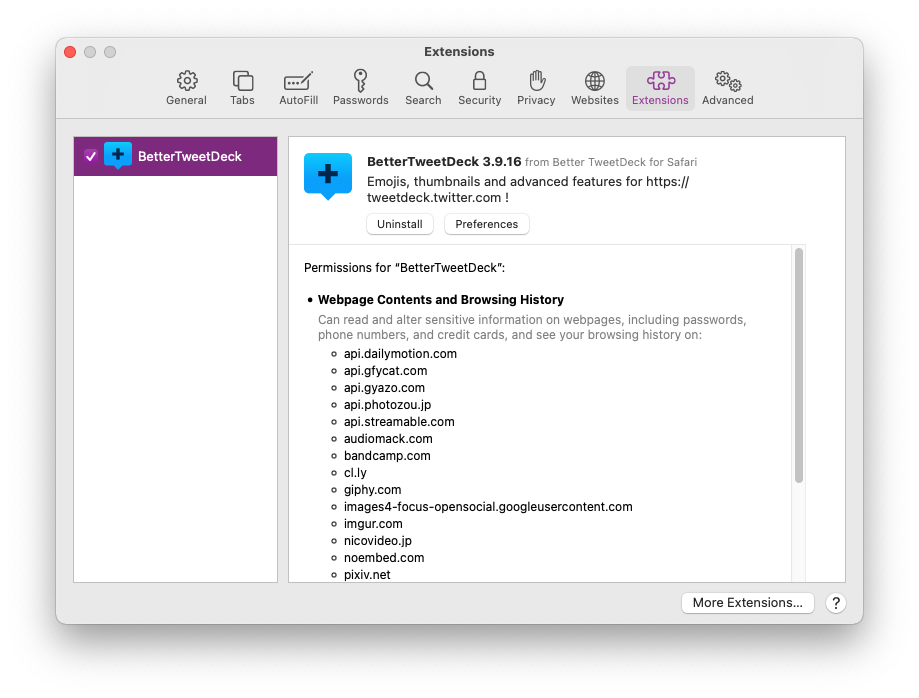 Extensions
General
Tabs
AutoFill
Passwords
Search
Security
Privacy
Websites
Extensions
Advanced
BetterTweetDeck
BetterTweetDeck 3.9.16 from Better TweetDeck for Safari
Emojis, thumbnails and advanced features for https://
tweetdeck.twitter.com !
Uninstall
Preferences
Permissions for “BetterTweetDeck”:
• Webpage Contents and Browsing History
Can read and alter sensitive information on webpages, including passwords,
phone numbers, and credit cards, and see your browsing history on:
api.dailymotion.com
api.gfycat.com
api.gyazo.com
api.photozou.jp
api.streamable.com
audiomack.com
bandcamp.com
cl.ly
giphy.com
images4-focus-opensocial.googleusercontent.com
imgur.com
nicovideo.jp
noembed.com
pixiv.net
More Extensions...
?